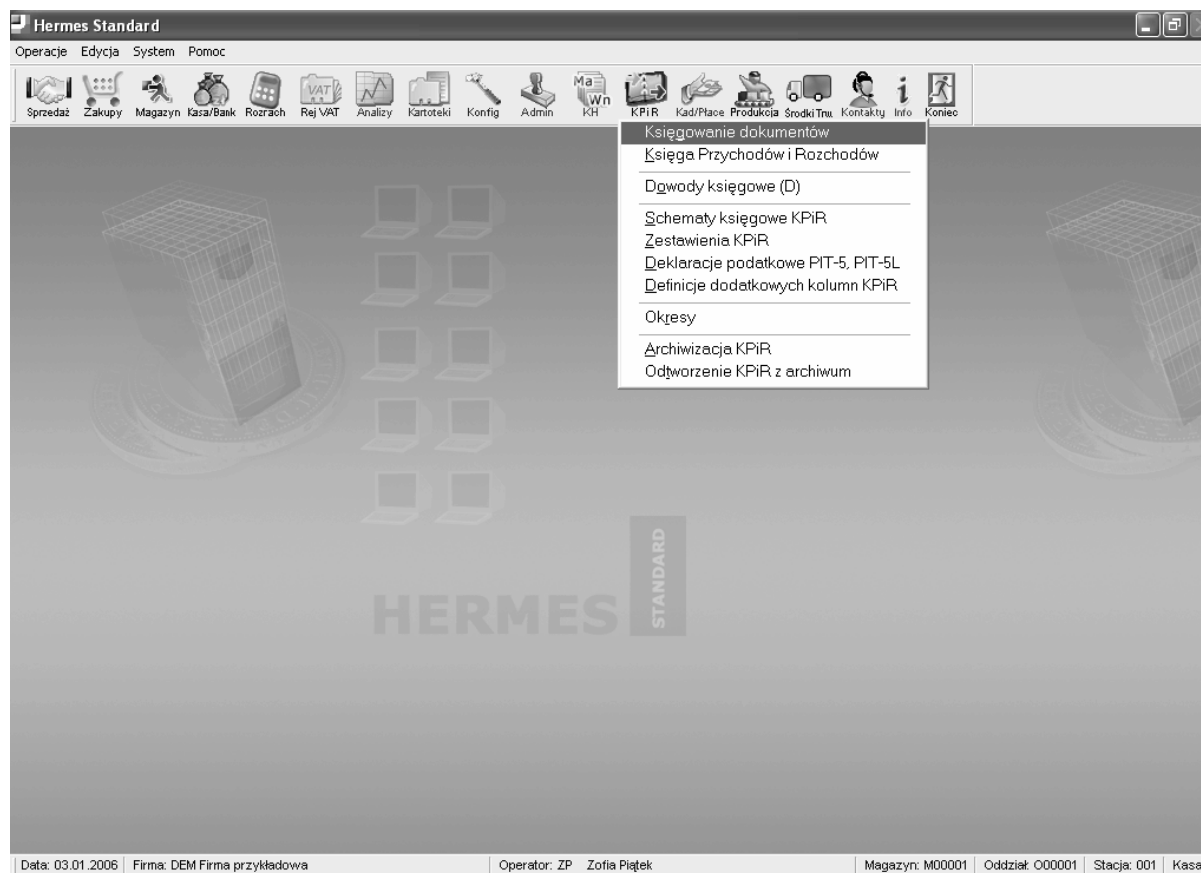 Hermes Standard
Operacje Edycja System Pomoc
Sprzedaż Zakupy Magazyn Kasa/Bank Rozrach Rej VAT Analizy Kartoteki Konfig Admin KH KPiR Kad/Płace Produkcja Środki Trw. Kontakty Info Koniec
VAT
Ma
Wn
Księgowanie dokumentów
Księga Przychodów i Rozchodów
Dowody księgowe (D)
Schematy księgowe KPiR
Zestawienia KPiR
Deklaracje podatkowe PIT-5, PIT-5L
Definicje dodatkowych kolumn KPiR
Okresy
Archiwizacja KPiR
Odtworzenie KPiR z archiwum
HERMES STANDARD
Data: 03.01.2006 Firma: DEM Firma przykładowa Operator: ZP Zofia Piątek Magazyn: M00001 Oddział: O00001 Stacja: 001 Kasa